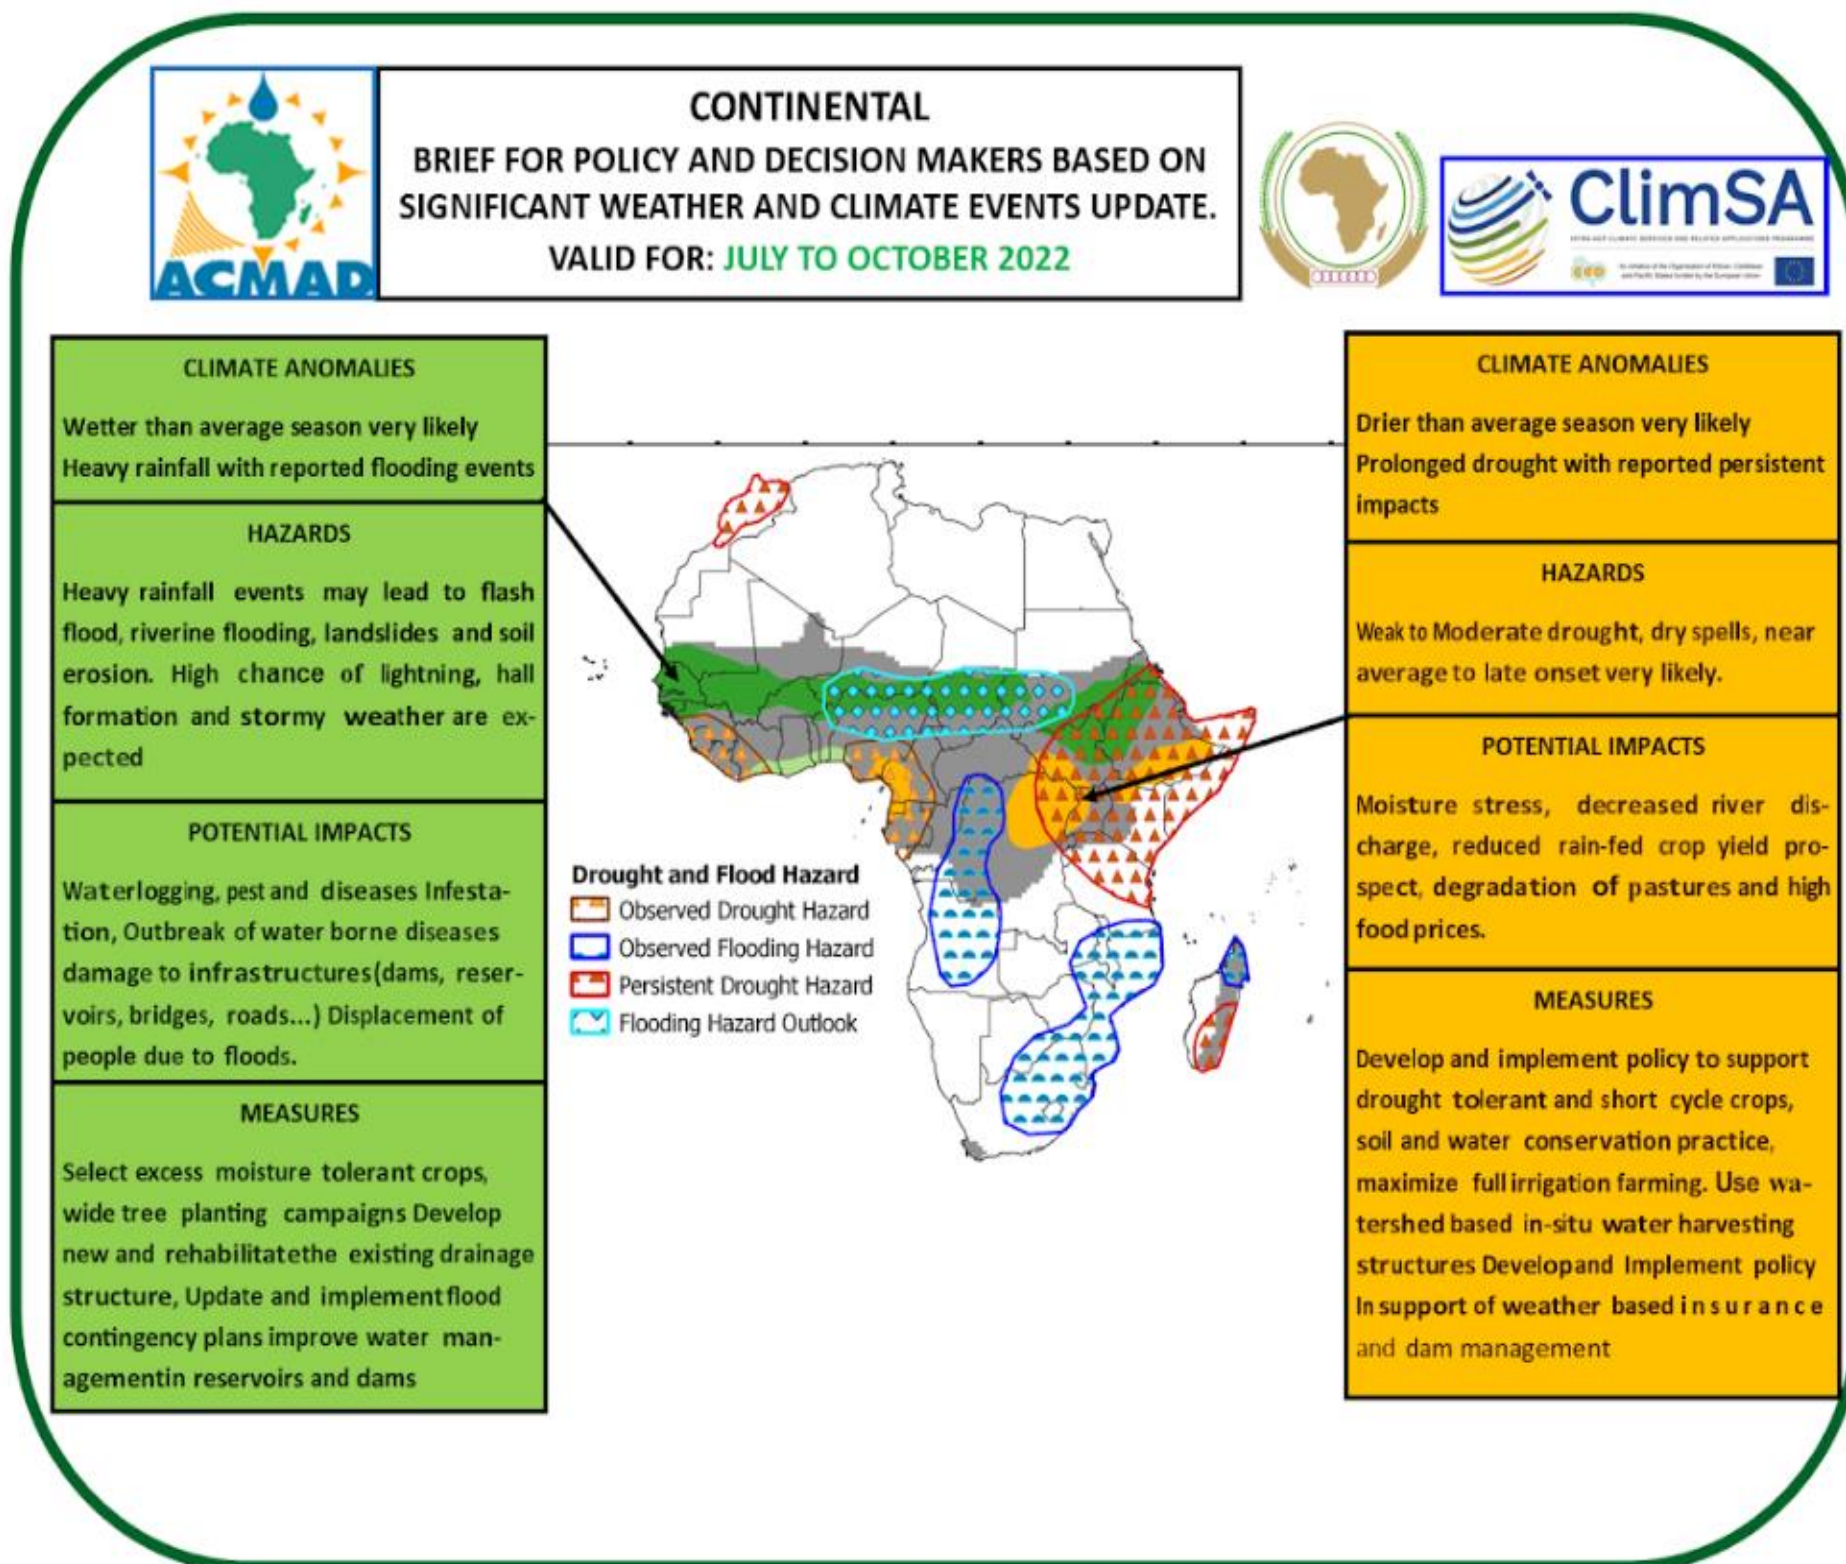 ACMAD
CONTINENTAL
BRIEF FOR POLICY AND DECISION MAKERS BASED ON
SIGNIFICANT WEATHER AND CLIMATE EVENTS UPDATE.
VALID FOR: JULY TO OCTOBER 2022
ClimSA
INTRA-ACP CLIMATE SERVICES AND RELATED APPLICATIONS PROGRAMME
CLIMATE ANOMALIES
Wetter than average season very likely
Heavy rainfall with reported flooding events
HAZARDS
Heavy rainfall events may lead to flash
flood, riverine flooding, landslides and soil
erosion. High chance of lightning, hall
formation and stormy weather are ex-
pected
POTENTIAL IMPACTS
Waterlogging, pest and diseases Infesta-
tion, Outbreak of water borne diseases
damage to infrastructures(dams, reser-
voirs, bridges, roads...) Displacement of
people due to floods.
MEASURES
Select excess moisture tolerant crops,
wide tree planting campaigns Develop
new and rehabilitatethe existing drainage
structure, Update and implementflood
contingency plans improve water man-
agementin reservoirs and dams
Drought and Flood Hazard
Observed Drought Hazard
Observed Flooding Hazard
Persistent Drought Hazard
Flooding Hazard Outlook
CLIMATE ANOMALIES
Drier than average season very likely
Prolonged drought with reported persistent
impacts
HAZARDS
Weak to Moderate drought, dry spells, near
average to late onset very likely.
POTENTIAL IMPACTS
Moisture stress, decreased river dis-
charge, reduced rain-fed crop yield pro-
spect, degradation of pastures and high
food prices.
MEASURES
Develop and implement policy to support
drought tolerant and short cycle crops,
soil and water conservation practice,
maximize full irrigation farming. Use wa-
tershed based in-situ water harvesting
structures Developand Implement policy
In support of weather based insurance
and dam management